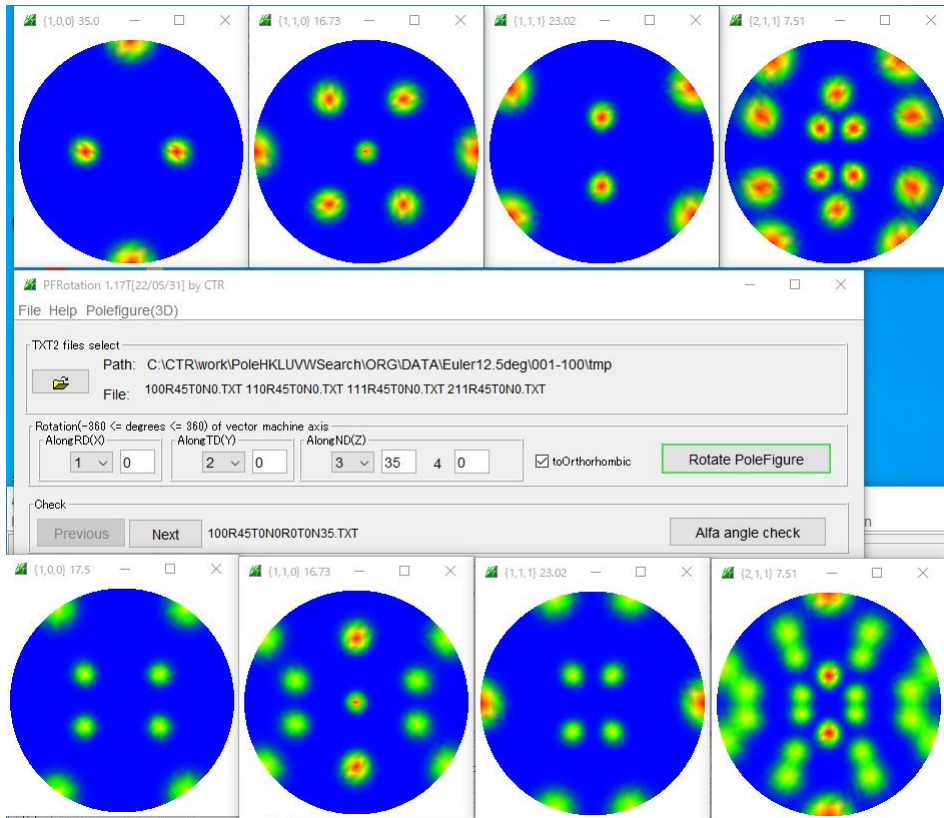 {1,0,0} 35.0
{1,1,0} 16.73
{1,1,1} 23.02
{2,1,1} 7.51
PFRotation 1.17T[22/05/31] by CTR
File Help Polefigure(3D)
TXT2 files select
Path: C:\CTR\work\PoleHKLUVWSearch\ORG\DATA\Euler12.5deg\001-100\tmp
File: 100R45T0N0.TXT 110R45T0N0.TXT 111R45T0N0.TXT 211R45T0N0.TXT
Rotation(-360 <= degrees <= 360) of vector machine axis
AlongRD(X) AlongTD(Y) AlongND(Z)
1 0 2 0 3 35 4 0 toOrthorhombic Rotate PoleFigure
Check
Previous Next 100R45T0N0R0T0N35.TXT Alfa angle check
{1,0,0} 17.5
{1,1,0} 16.73
{1,1,1} 23.02
{2,1,1} 7.51